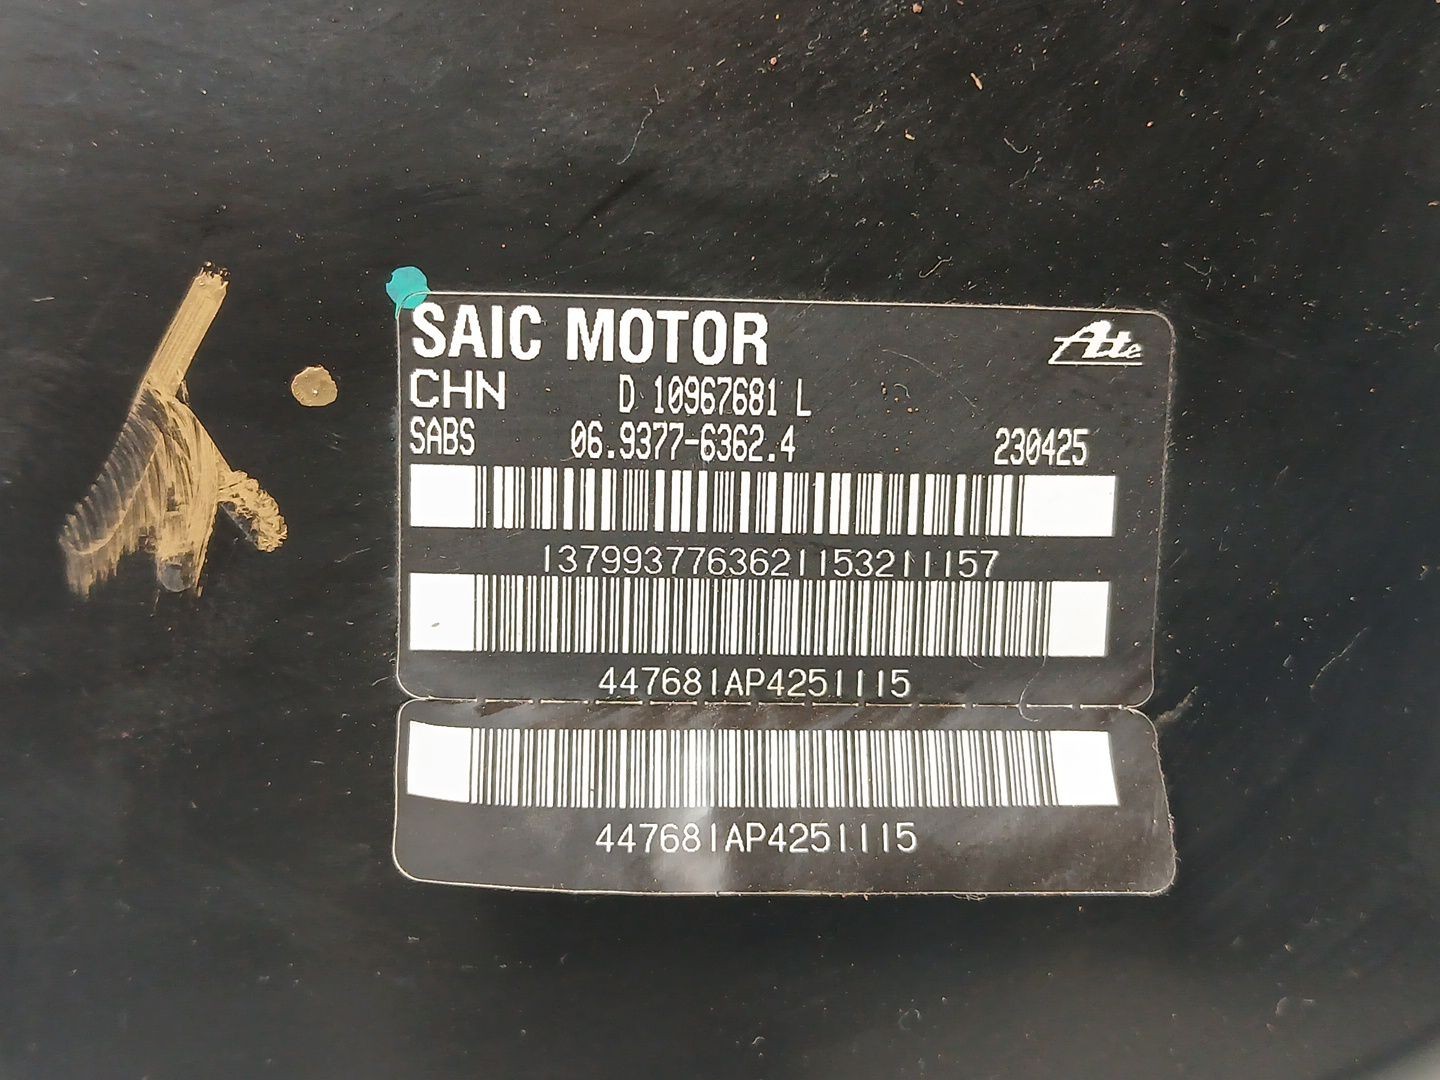 SAIC MOTOR
Ate
CHN D 10967681 L
SABS 06.9377-6362.4 230425
1379937763621153211157
447681AP4251115
447681AP4251115